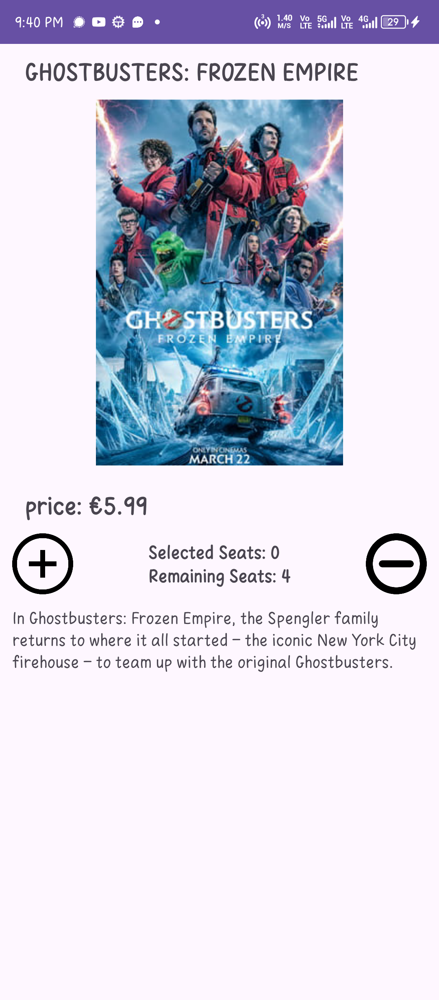 9:40 PM 3 1.40 M/S Vo LTE 5G Vo LTE 4G 29
GHOSTBUSTERS: FROZEN EMPIRE
GHOSTBUSTERS
FROZEN EMPIRE
ONLY IN CINEMAS
MARCH 22
price: €5.99
Selected Seats: 0
Remaining Seats: 4
In Ghostbusters: Frozen Empire, the Spengler family
returns to where it all started – the iconic New York City
firehouse – to team up with the original Ghostbusters.